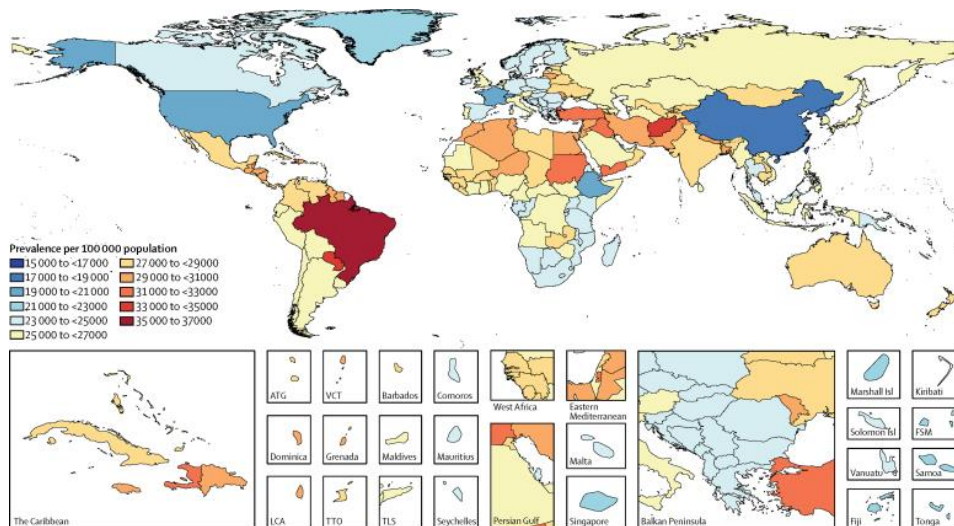 Prevalence per 100 000 population
15 000 to <17 000
17 000 to <19 000
19 000 to <21 000
21 000 to <23 000
23 000 to <25 000
25 000 to <27 000
27 000 to <29 000
29 000 to <31 000
31 000 to <33 000
33 000 to <35 000
35 000 to 37 000
ATG
VCT
Barbados
Comoros
West Africa
Eastern
Mediterranean
Marshall Isl
Kiribati
Dominica
Grenada
Maldives
Mauritius
Malta
Solomon Isl
FSM
Vanuatu
Samoa
The Caribbean
LCA
TTO
TLS
Seychelles
Persian Gulf
Singapore
Balkan Peninsula
Fiji
Tonga